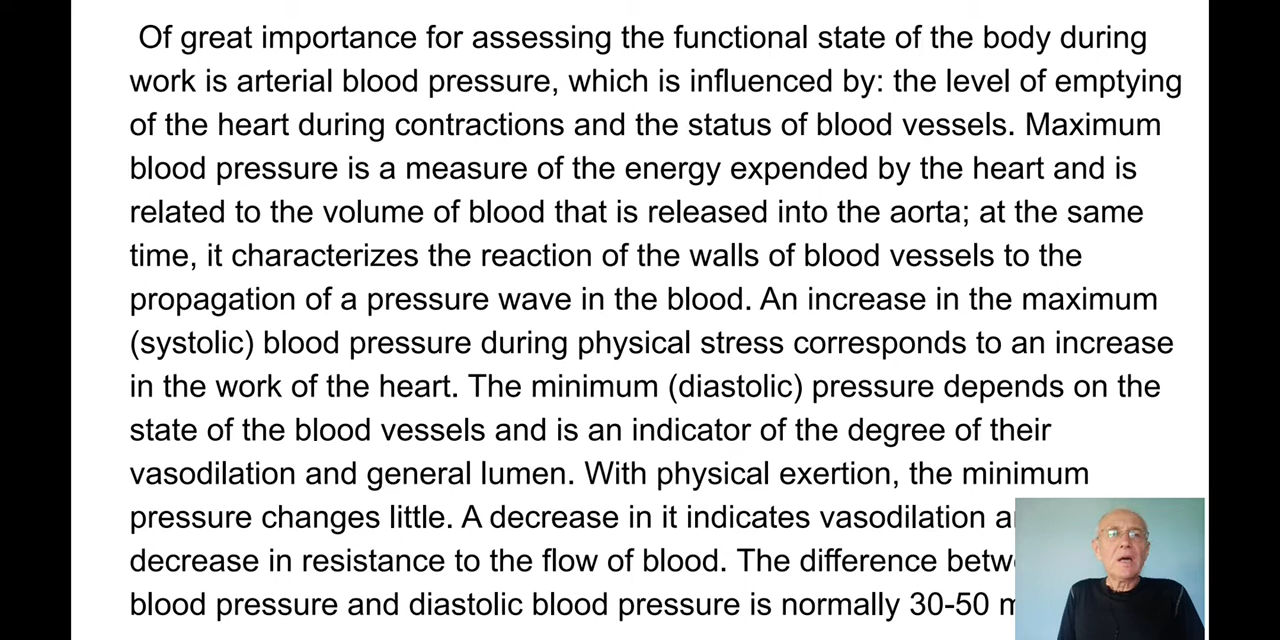 Of great importance for assessing the functional state of the body during
work is arterial blood pressure, which is influenced by: the level of emptying
of the heart during contractions and the status of blood vessels. Maximum
blood pressure is a measure of the energy expended by the heart and is
related to the volume of blood that is released into the aorta; at the same
time, it characterizes the reaction of the walls of blood vessels to the
propagation of a pressure wave in the blood. An increase in the maximum
(systolic) blood pressure during physical stress corresponds to an increase
in the work of the heart. The minimum (diastolic) pressure depends on the
state of the blood vessels and is an indicator of the degree of their
vasodilation and general lumen. With physical exertion, the minimum
pressure changes little. A decrease in it indicates vasodilation
decrease in resistance to the flow of blood. The difference
blood pressure and diastolic blood pressure is normally 30-50